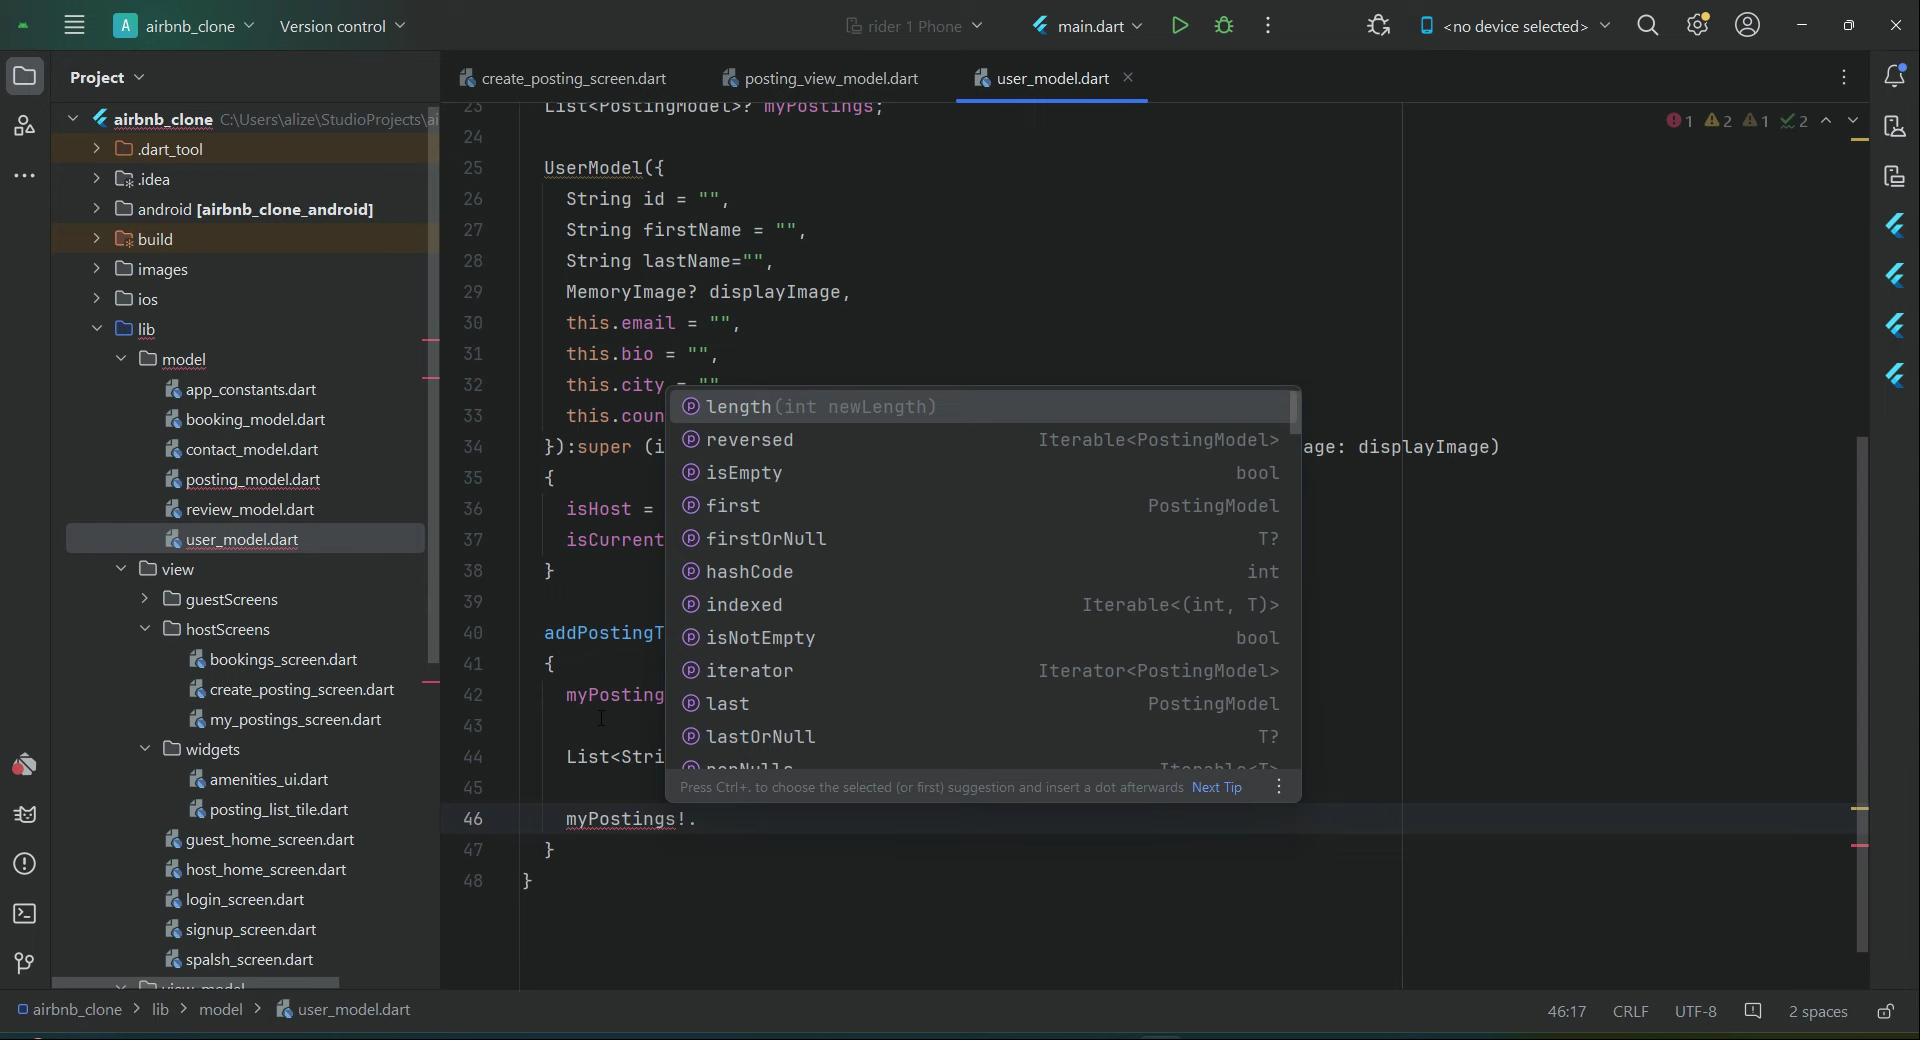 A airbnb_clone Version control rider 1 Phone main.dart <no device selected>
Project
create_posting_screen.dart posting_view_model.dart user_model.dart
airbnb_clone C:\Users\alize\StudioProjects\ai
.dart_tool
.idea
android [airbnb_clone_android]
build
images
ios
lib
model
app_constants.dart
booking_model.dart
contact_model.dart
posting_model.dart
review_model.dart
user_model.dart
view
guestScreens
hostScreens
bookings_screen.dart
create_posting_screen.dart
my_postings_screen.dart
widgets
amenities_ui.dart
posting_list_tile.dart
guest_home_screen.dart
host_home_screen.dart
login_screen.dart
signup_screen.dart
spalsh_screen.dart
view_model
1 2 1 2
23 List<PostingModel>? myPostings;
24
25 UserModel({
26 String id = "",
27 String firstName = "",
28 String lastName="",
29 MemoryImage? displayImage,
30 this.email = "",
31 this.bio = "",
32 this.city = ""
33 this.coun
34 }):super (i age: displayImage)
35 {
36 isHost =
37 isCurrent
38 }
39
40 addPostingT
41 {
42 myPosting
43
44 List<Stri
45
46 myPostings!.
47 }
48 }
length(int newLength)
reversed Iterable<PostingModel>
isEmpty bool
first PostingModel
firstOrNull T?
hashCode int
indexed Iterable<(int, T)>
isNotEmpty bool
iterator Iterator<PostingModel>
last PostingModel
lastOrNull T?
nonNulls Iterable<T>
Press Ctrl+. to choose the selected (or first) suggestion and insert a dot afterwards Next Tip
airbnb_clone > lib > model > user_model.dart 46:17 CRLF UTF-8 2 spaces